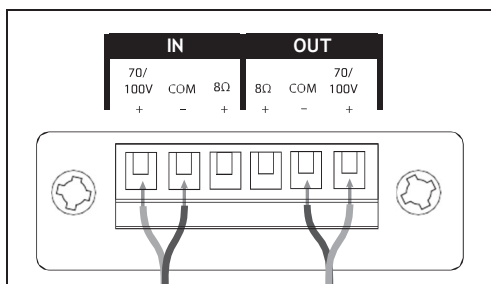 IN OUT
70/ 70/
100V COM 8Ω 8Ω COM 100V
+ – + + – +